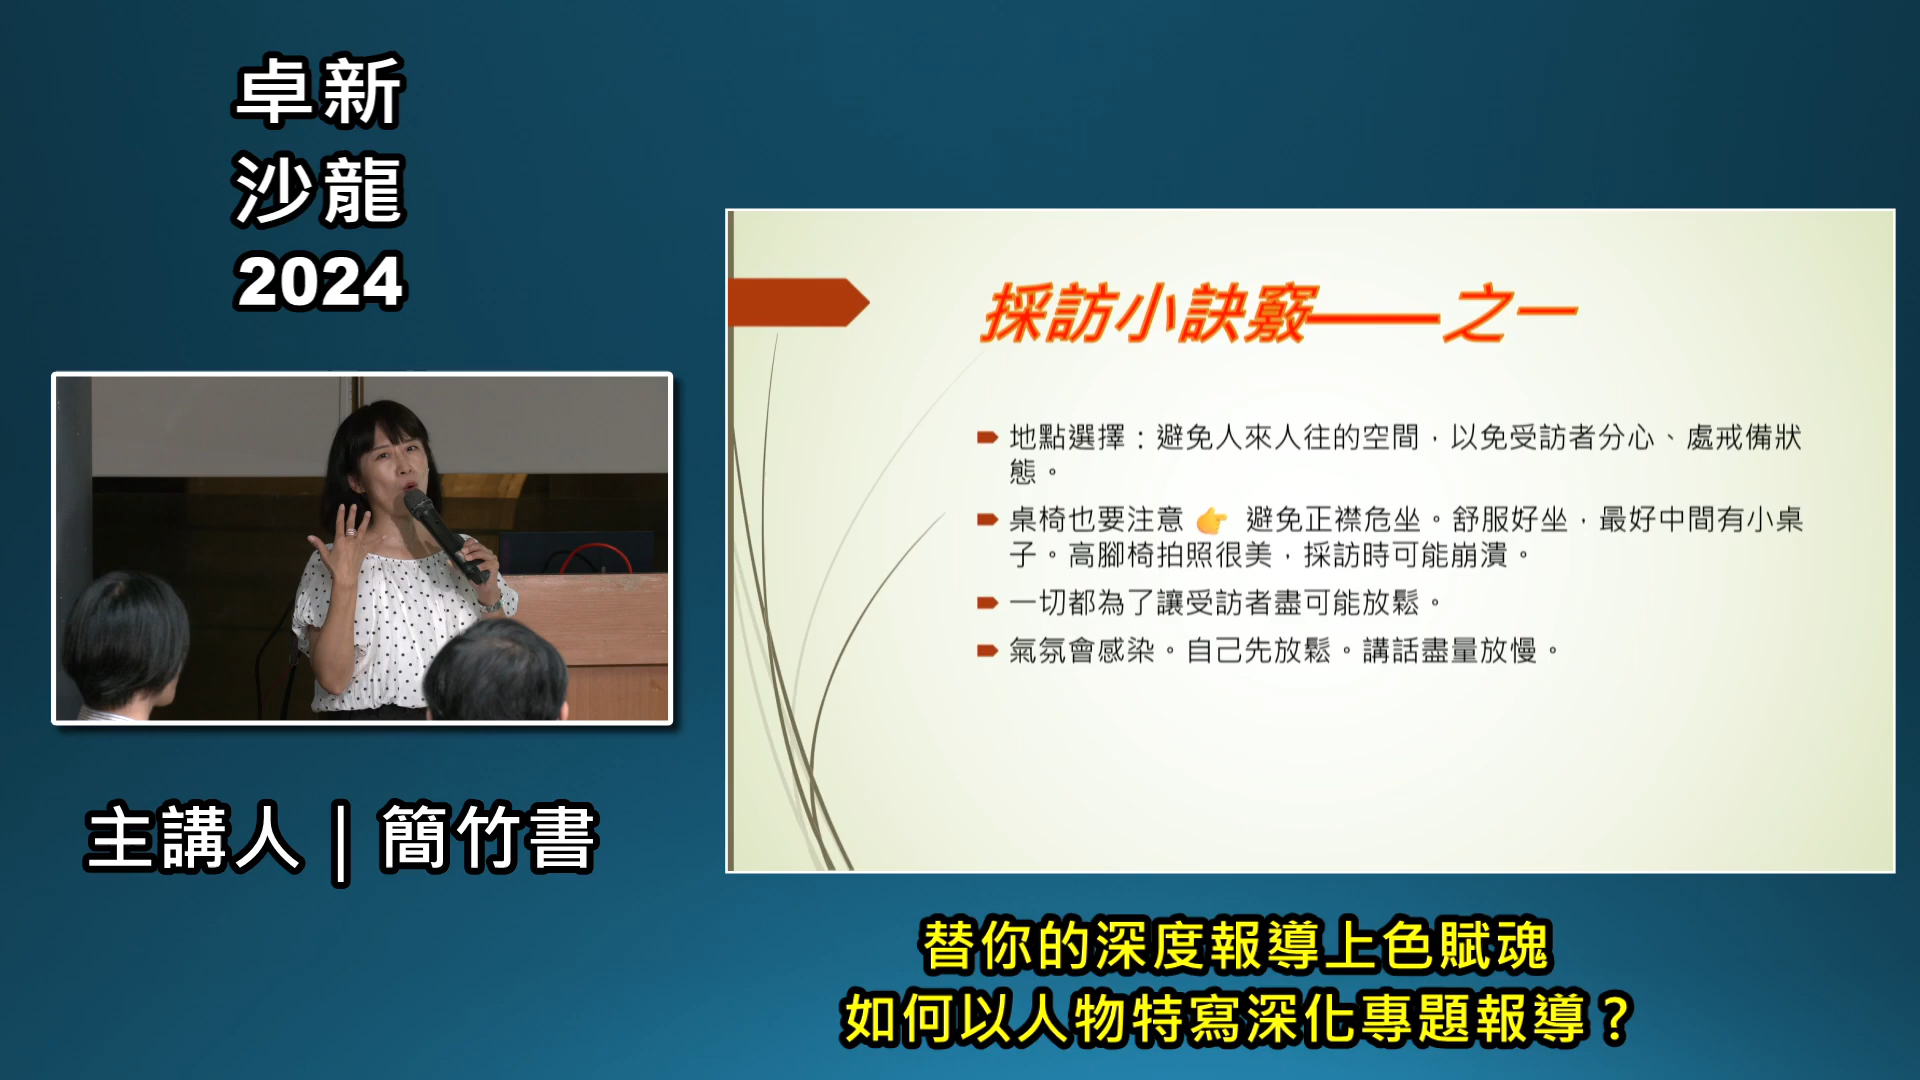 卓新
沙龍
2024
主講人｜簡竹書
採訪小訣竅——之一
地點選擇：避免人來人往的空間，以免受訪者分心、處戒備狀
態。
桌椅也要注意 👉 避免正襟危坐。舒服好坐，最好中間有小桌
子。高腳椅拍照很美，採訪時可能崩潰。
一切都為了讓受訪者盡可能放鬆。
氣氛會感染。自己先放鬆。講話盡量放慢。
替你的深度報導上色賦魂
如何以人物特寫深化專題報導？